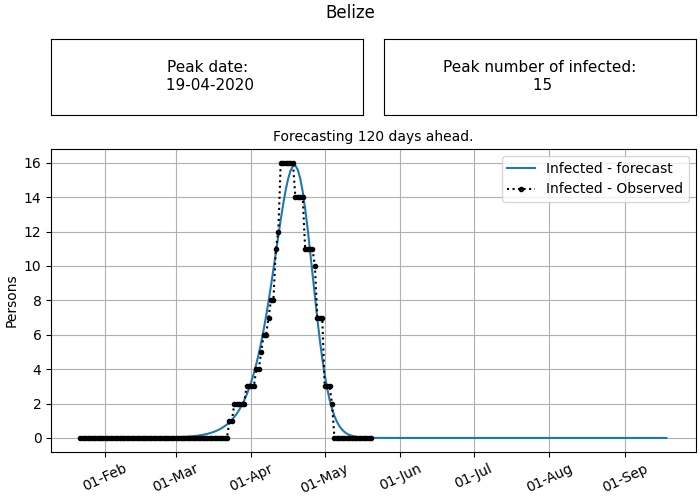 Belize
Peak date:
19-04-2020
Peak number of infected:
15
Forecasting 120 days ahead.
Infected - forecast
Infected - Observed
Persons
16
14
12
10
8
6
4
2
0
01-Feb
01-Mar
01-Apr
01-May
01-Jun
01-Jul
01-Aug
01-Sep